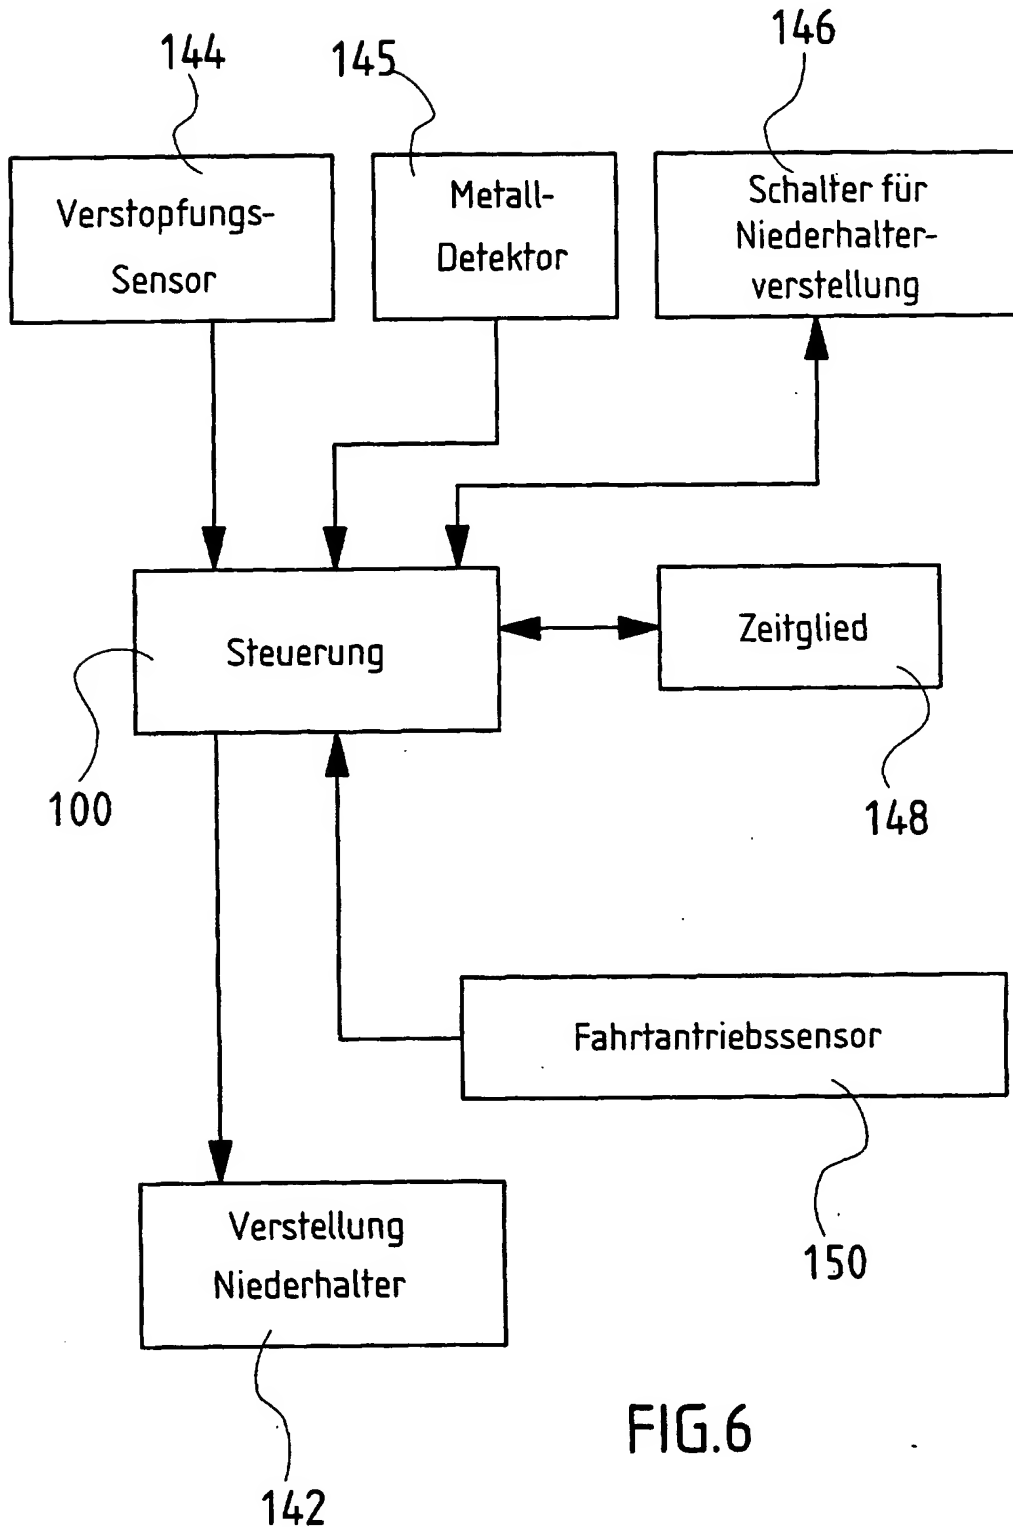 144
145
146
Verstopfungs-
Sensor
Metall-
Detektor
Schalter für
Niederhalter-
verstellung
Steuerung
Zeitglied
100
148
Fahrtantriebssensor
150
Verstellung
Niederhalter
142
FIG.6